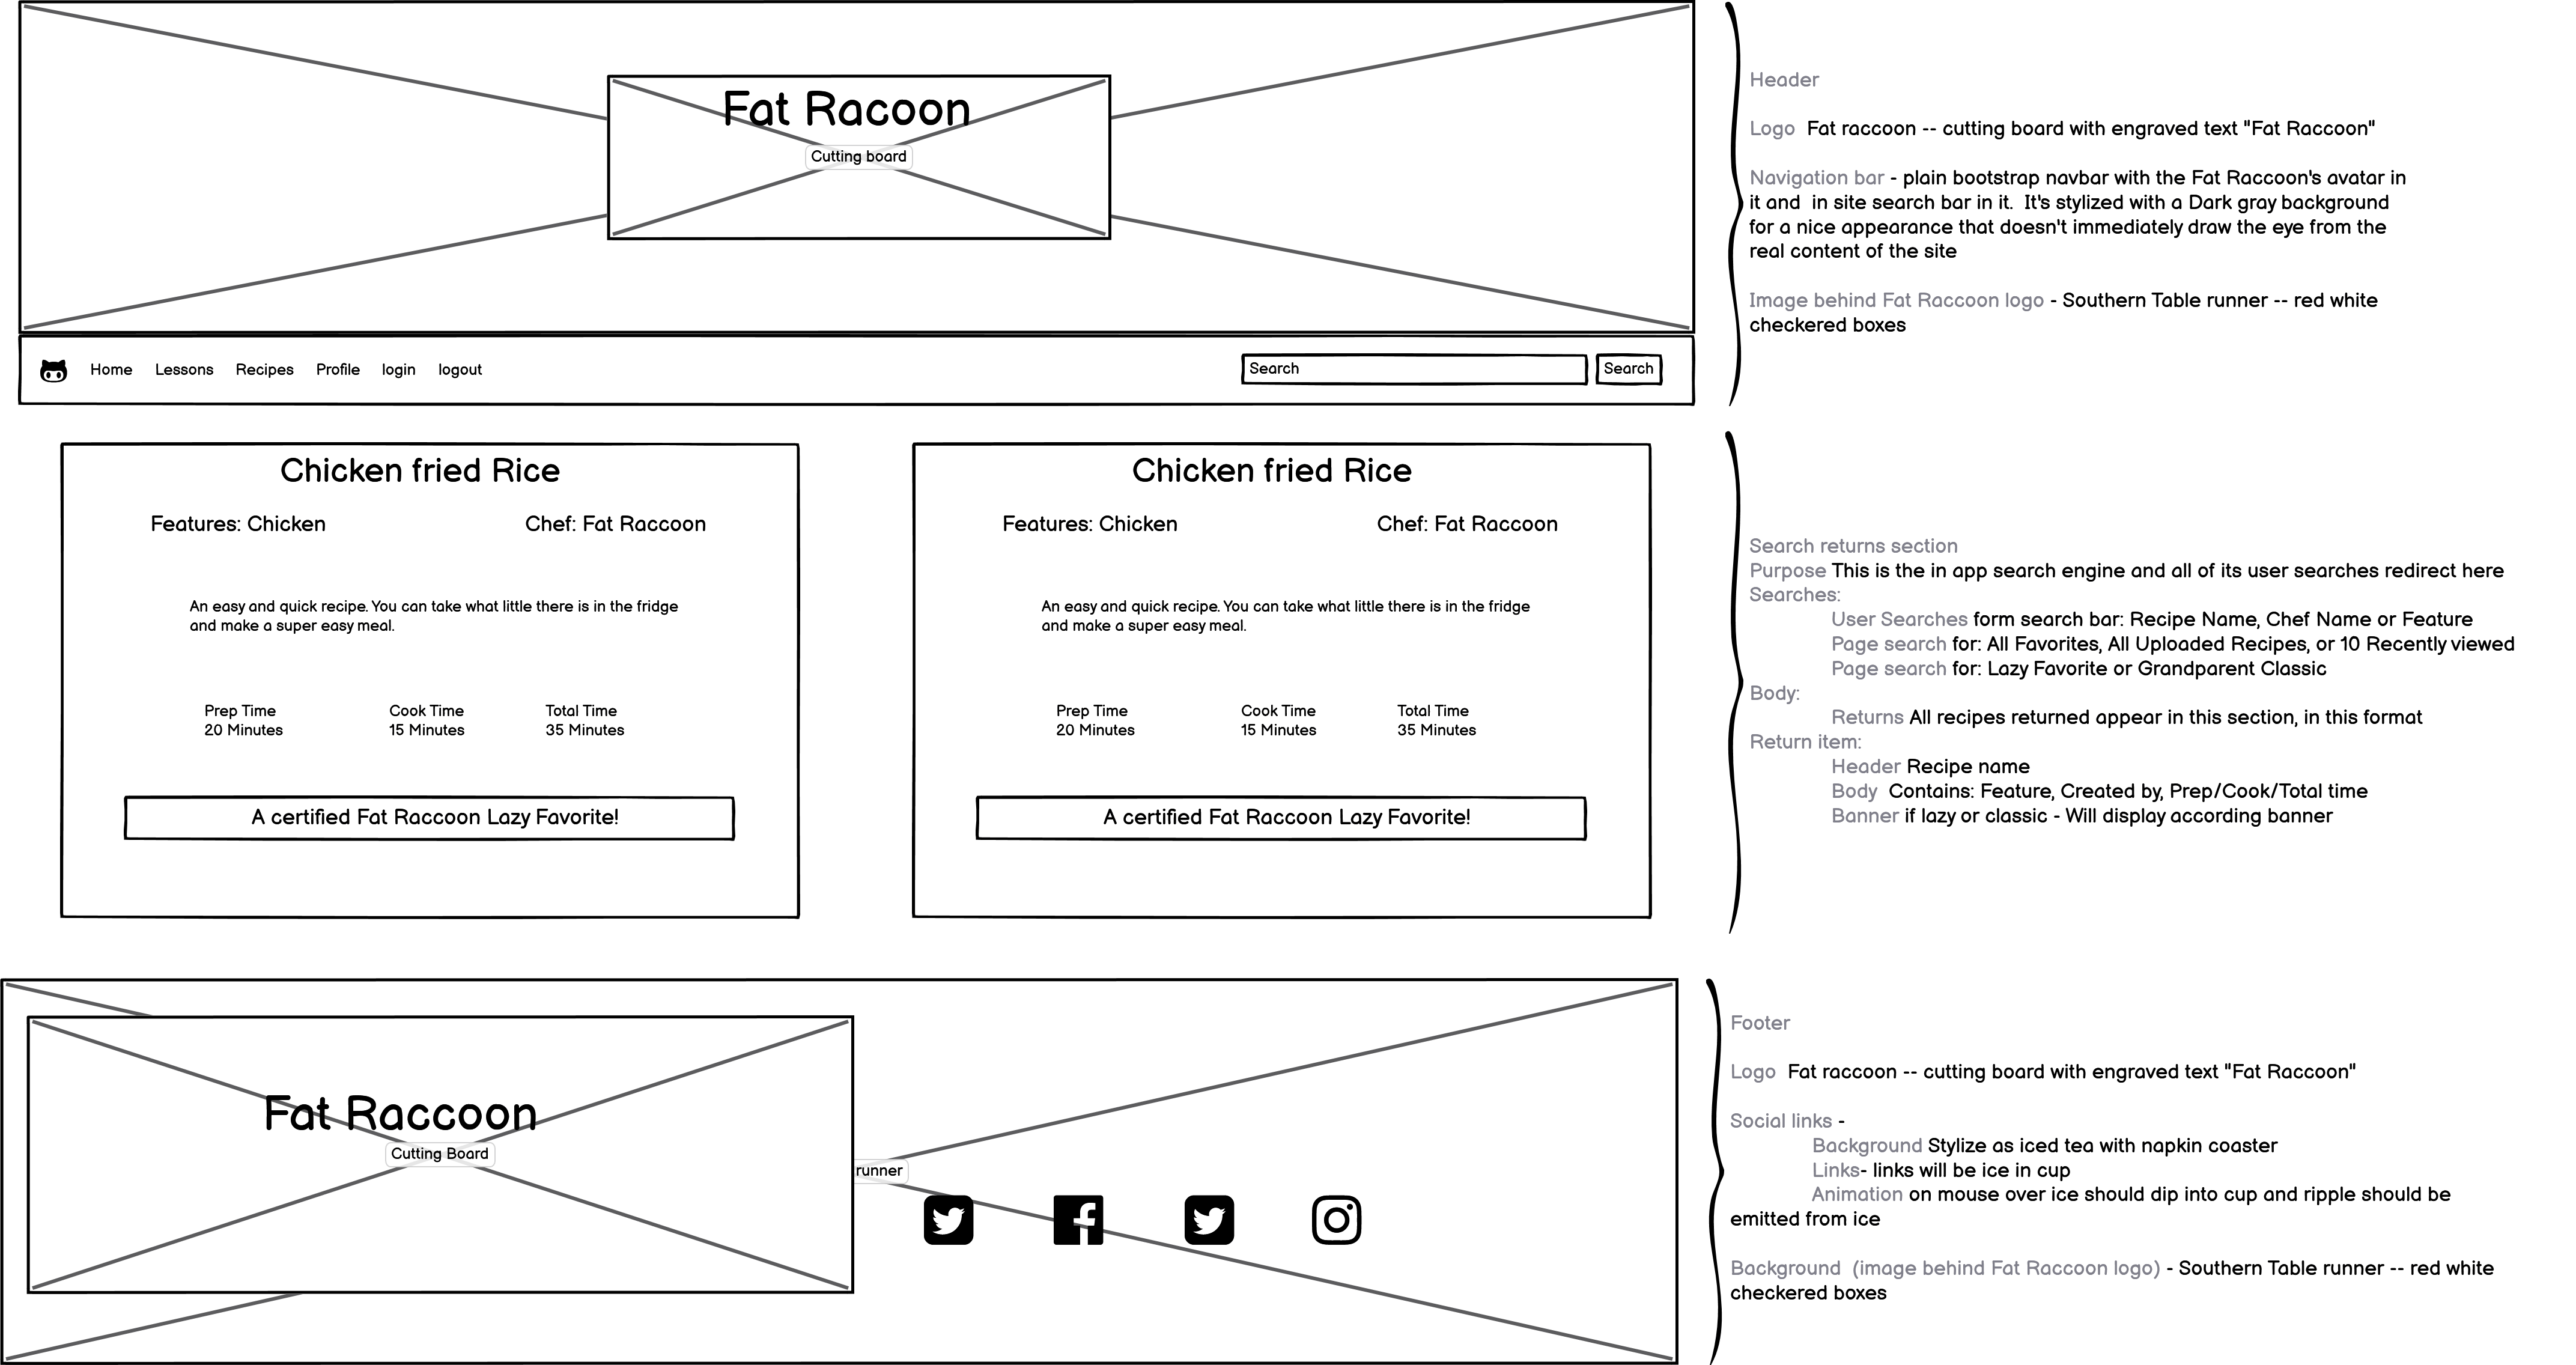 Fat Racoon
Cutting board
Home Lessons Recipes Profile login logout
Search Search
Header
Logo Fat raccoon -- cutting board with engraved text "Fat Raccoon"
Navigation bar - plain bootstrap navbar with the Fat Raccoon's avatar in
it and in site search bar in it. It's stylized with a Dark gray background
for a nice appearance that doesn't immediately draw the eye from the
real content of the site
Image behind Fat Raccoon logo - Southern Table runner -- red white
checkered boxes
Chicken fried Rice
Features: Chicken Chef: Fat Raccoon
An easy and quick recipe. You can take what little there is in the fridge
and make a super easy meal.
Prep Time Cook Time Total Time
20 Minutes 15 Minutes 35 Minutes
A certified Fat Raccoon Lazy Favorite!
Chicken fried Rice
Features: Chicken Chef: Fat Raccoon
An easy and quick recipe. You can take what little there is in the fridge
and make a super easy meal.
Prep Time Cook Time Total Time
20 Minutes 15 Minutes 35 Minutes
A certified Fat Raccoon Lazy Favorite!
Search returns section
Purpose This is the in app search engine and all of its user searches redirect here
Searches:
User Searches form search bar: Recipe Name, Chef Name or Feature
Page search for: All Favorites, All Uploaded Recipes, or 10 Recently viewed
Page search for: Lazy Favorite or Grandparent Classic
Body:
Returns All recipes returned appear in this section, in this format
Return item:
Header Recipe name
Body Contains: Feature, Created by, Prep/Cook/Total time
Banner if lazy or classic - Will display according banner
Fat Raccoon
Cutting Board
runner
Footer
Logo Fat raccoon -- cutting board with engraved text "Fat Raccoon"
Social links -
Background Stylize as iced tea with napkin coaster
Links- links will be ice in cup
Animation on mouse over ice should dip into cup and ripple should be
emitted from ice
Background (image behind Fat Raccoon logo) - Southern Table runner -- red white
checkered boxes